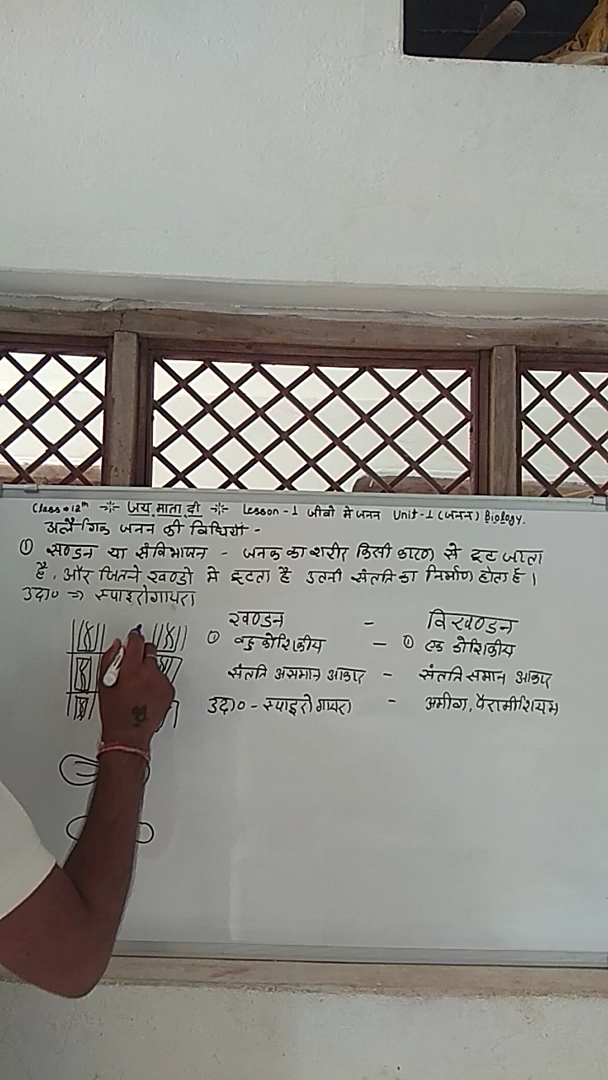 Class•12th -*- जय माता दी -*- Lesson-1 जीवो मे जनन Unit-1 (जनन) Biology.
अलैंगिक जनन की विधियाँ -
① खण्डन या संविभाजन - जनक का शरीर किसी कारण से टूट जाता
है, और जितने खण्डो मे टूटता है उतनी संतति का निर्माण होता है।
उदा० ⇒ स्पाइरोगायरा
खण्डन - विखण्डन
① बहुकोशिकीय - ① एक कोशिकीय
संतति असमान आकार - संतति समान आकार
उदा० - स्पाइरोगायरा - अमीबा, पैरामीशियम